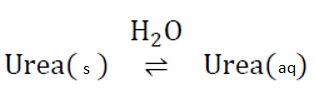 H₂O
Urea( s ) ⇌ Urea(aq)